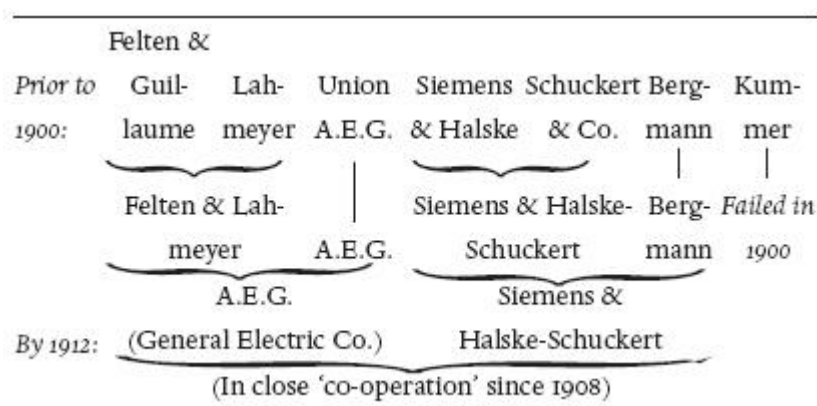 Felten &
Prior to Guil- Lah- Union Siemens Schuckert Berg- Kum-
1900: laume meyer A.E.G. & Halske & Co. mann mer
Felten & Lah- Siemens & Halske- Berg- Failed in
meyer A.E.G. Schuckert mann 1900
A.E.G. Siemens &
By 1912: (General Electric Co.) Halske-Schuckert
(In close ‘co-operation’ since 1908)